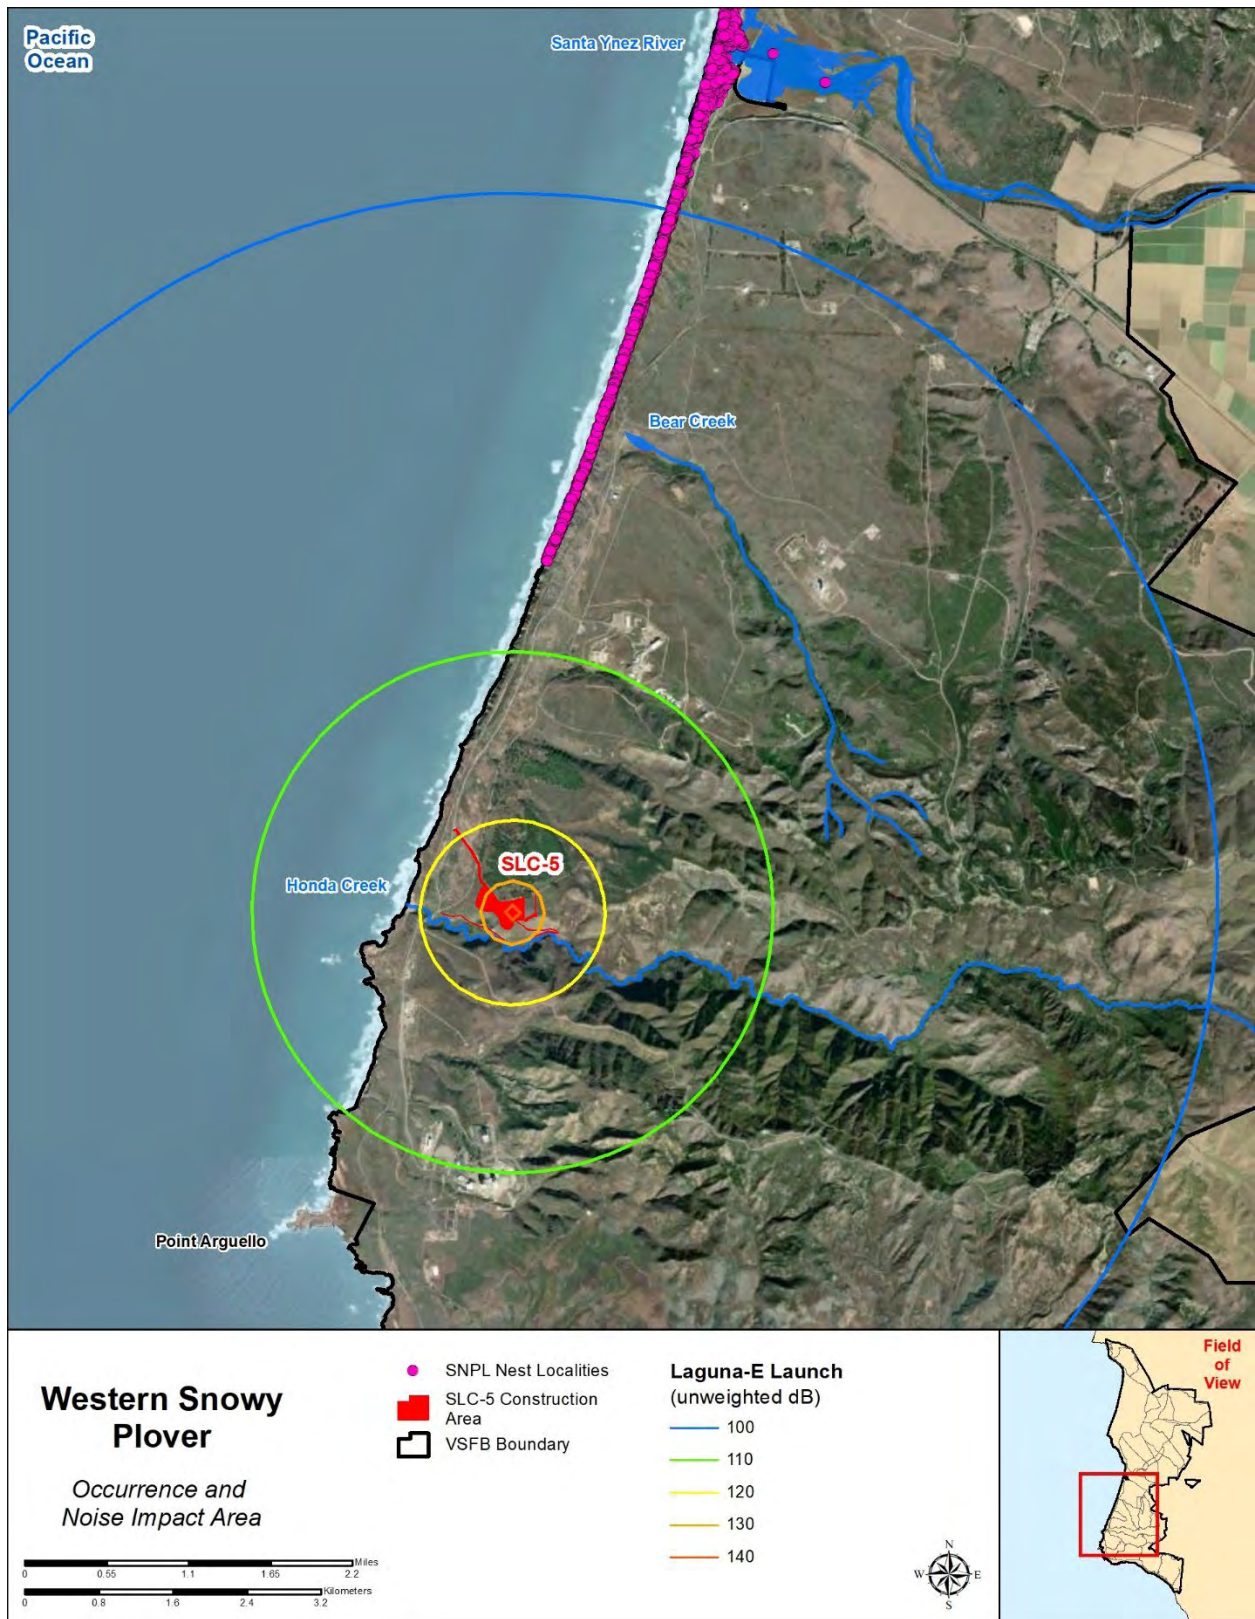 Pacific
Ocean
Santa Ynez River
Bear Creek
SLC-5
Honda Creek
Point Arguello
Western Snowy
Plover
Occurrence and
Noise Impact Area
Miles
0 0.55 1.1 1.65 2.2
Kilometers
0 0.8 1.6 2.4 3.2
SNPL Nest Localities
SLC-5 Construction
Area
VSFB Boundary
Laguna-E Launch
(unweighted dB)
100
110
120
130
140
N
W E
S
Field
of
View